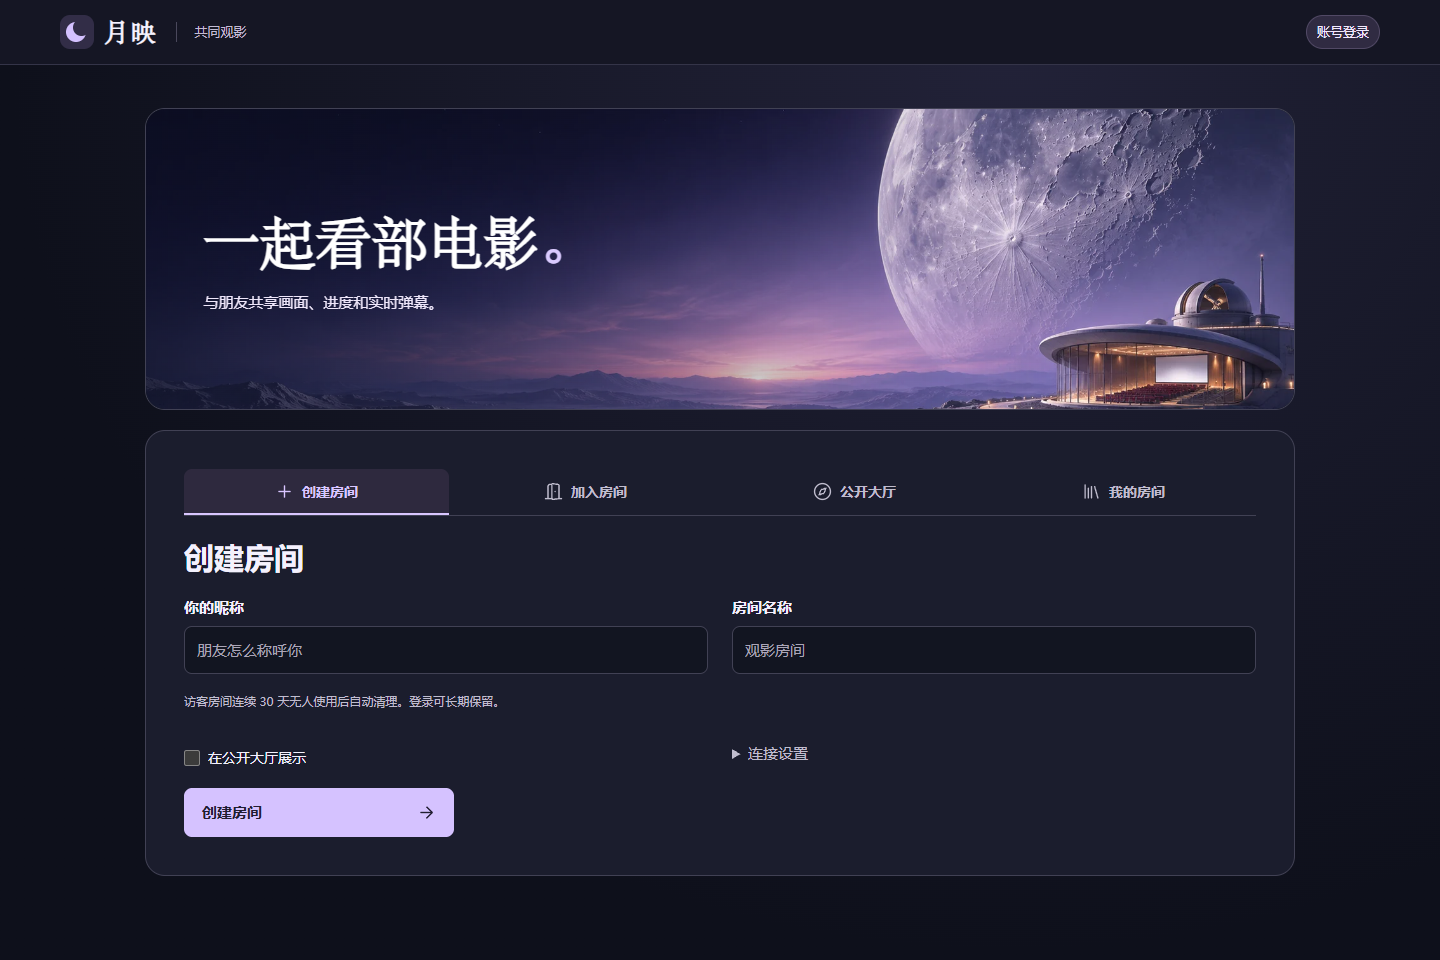 月映
共同观影
账号登录
一起看部电影。
与朋友共享画面、进度和实时弹幕。
创建房间
加入房间
公开大厅
我的房间
创建房间
你的昵称
房间名称
朋友怎么称呼你
观影房间
访客房间连续 30 天无人使用后自动清理。登录可长期保留。
在公开大厅展示
连接设置
创建房间